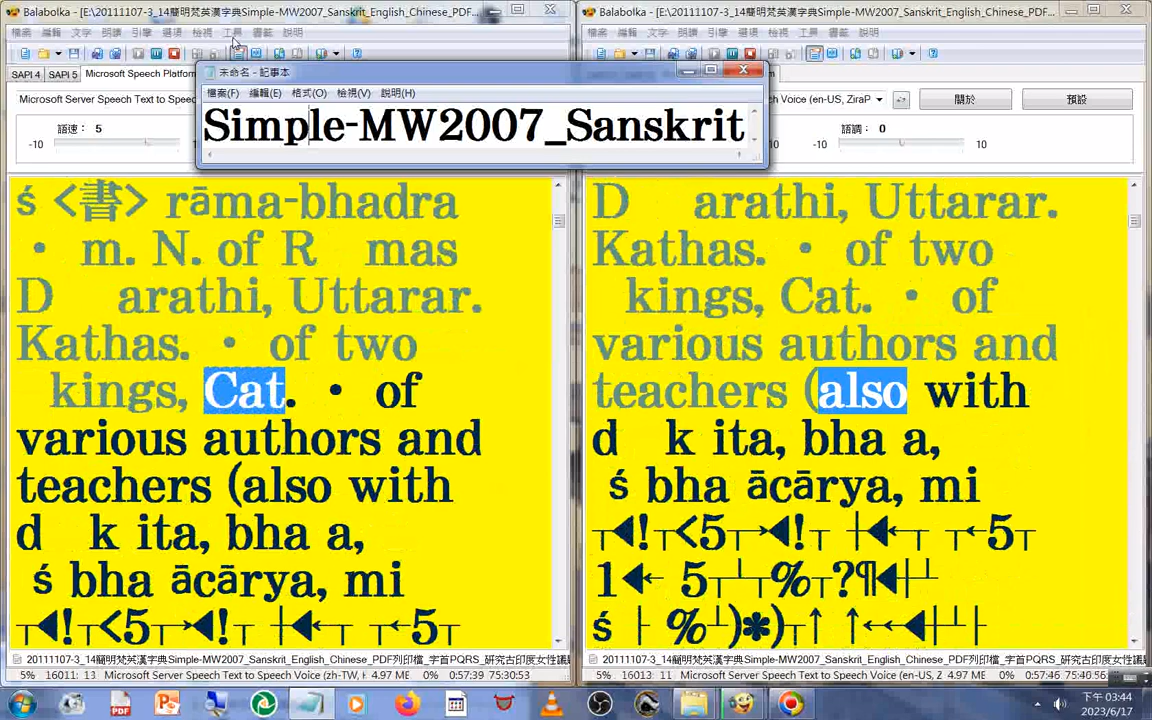 Balabolka - [E:\20111107-3_14簡明梵英漢字典Simple-MW2007_Sanskrit_English_Chinese_PDF...
檔案 編輯 文字 朗讀 引擎 選項 檢視 工具 書籤 說明
SAPI 4 SAPI 5 Microsoft Speech Platform
Microsoft Server Speech Text to Spee
語速： 5
-10
未命名 - 記事本
檔案(F) 編輯(E) 格式(O) 檢視(V) 說明(H)
Simple-MW2007_Sanskrit
ś <書> rāma-bhadra
• m. N. of R mas
D arathi, Uttarar.
Kathas. • of two
kings, Cat. • of
various authors and
teachers (also with
d k ita, bha a,
ś bha ācārya, mi
20111107-3_14簡明梵英漢字典Simple-MW2007_Sanskrit_English_Chinese_PDF列印檔_字首PQRS_研究古印度女性議
5% 16011: 13 Microsoft Server Speech Text to Speech Voice (zh-TW, H 4.97 ME 0% 0:57:39 75:30:53
Balabolka - [E:\20111107-3_14簡明梵英漢字典Simple-MW2007_Sanskrit_English_Chinese_PDF...
檔案 編輯 文字 朗讀 引擎 選項 檢視 工具 書籤 說明
Voice (en-US, ZiraP 關於 預設
語調： 0
-10 10
D arathi, Uttarar.
Kathas. • of two
kings, Cat. • of
various authors and
teachers (also with
d k ita, bha a,
ś bha ācārya, mi
20111107-3_14簡明梵英漢字典Simple-MW2007_Sanskrit_English_Chinese_PDF列印檔_字首PQRS_研究古印度女性議
5% 16013: 11 Microsoft Server Speech Text to Speech Voice (en-US, Z 4.97 ME 0% 0:57:46
下午 03:44
2023/6/17